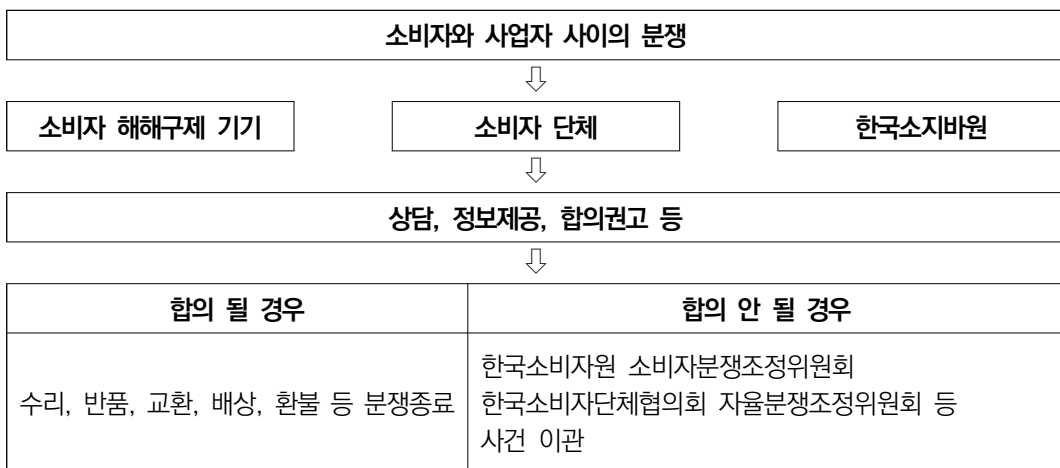 소비자와 사업자 사이의 분쟁
소비자 해해구제 기기
소비자 단체
한국소지바원
상담, 정보제공, 합의권고 등
합의 될 경우
합의 안 될 경우
수리, 반품, 교환, 배상, 환불 등 분쟁종료
한국소비자원 소비자분쟁조정위원회
한국소비자단체협의회 자율분쟁조정위원회 등
사건 이관